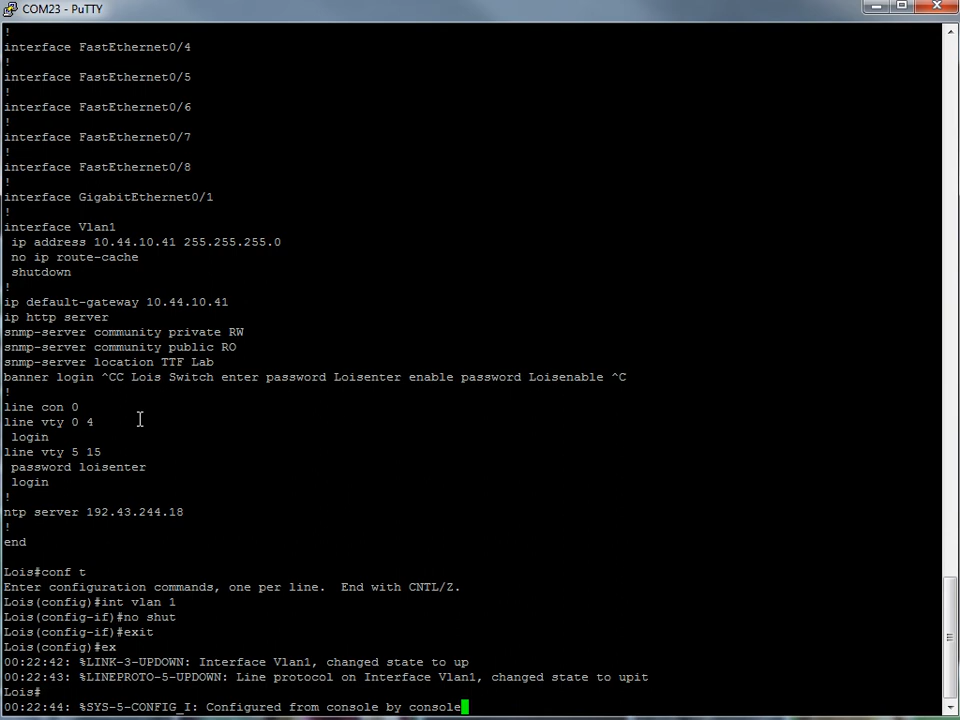 COM23 - PuTTY
!
interface FastEthernet0/4
!
interface FastEthernet0/5
!
interface FastEthernet0/6
!
interface FastEthernet0/7
!
interface FastEthernet0/8
!
interface GigabitEthernet0/1
!
interface Vlan1
 ip address 10.44.10.41 255.255.255.0
 no ip route-cache
 shutdown
!
ip default-gateway 10.44.10.41
ip http server
snmp-server community private RW
snmp-server community public RO
snmp-server location TTF Lab
banner login ^CC Lois Switch enter password Loisenter enable password Loisenable ^C
!
line con 0
line vty 0 4
 login
line vty 5 15
 password loisenter
 login
!
ntp server 192.43.244.18
!
end
Lois#conf t
Enter configuration commands, one per line.  End with CNTL/Z.
Lois(config)#int vlan 1
Lois(config-if)#no shut
Lois(config-if)#exit
Lois(config)#ex
00:22:42: %LINK-3-UPDOWN: Interface Vlan1, changed state to up
00:22:43: %LINEPROTO-5-UPDOWN: Line protocol on Interface Vlan1, changed state to upit
Lois#
00:22:44: %SYS-5-CONFIG_I: Configured from console by console